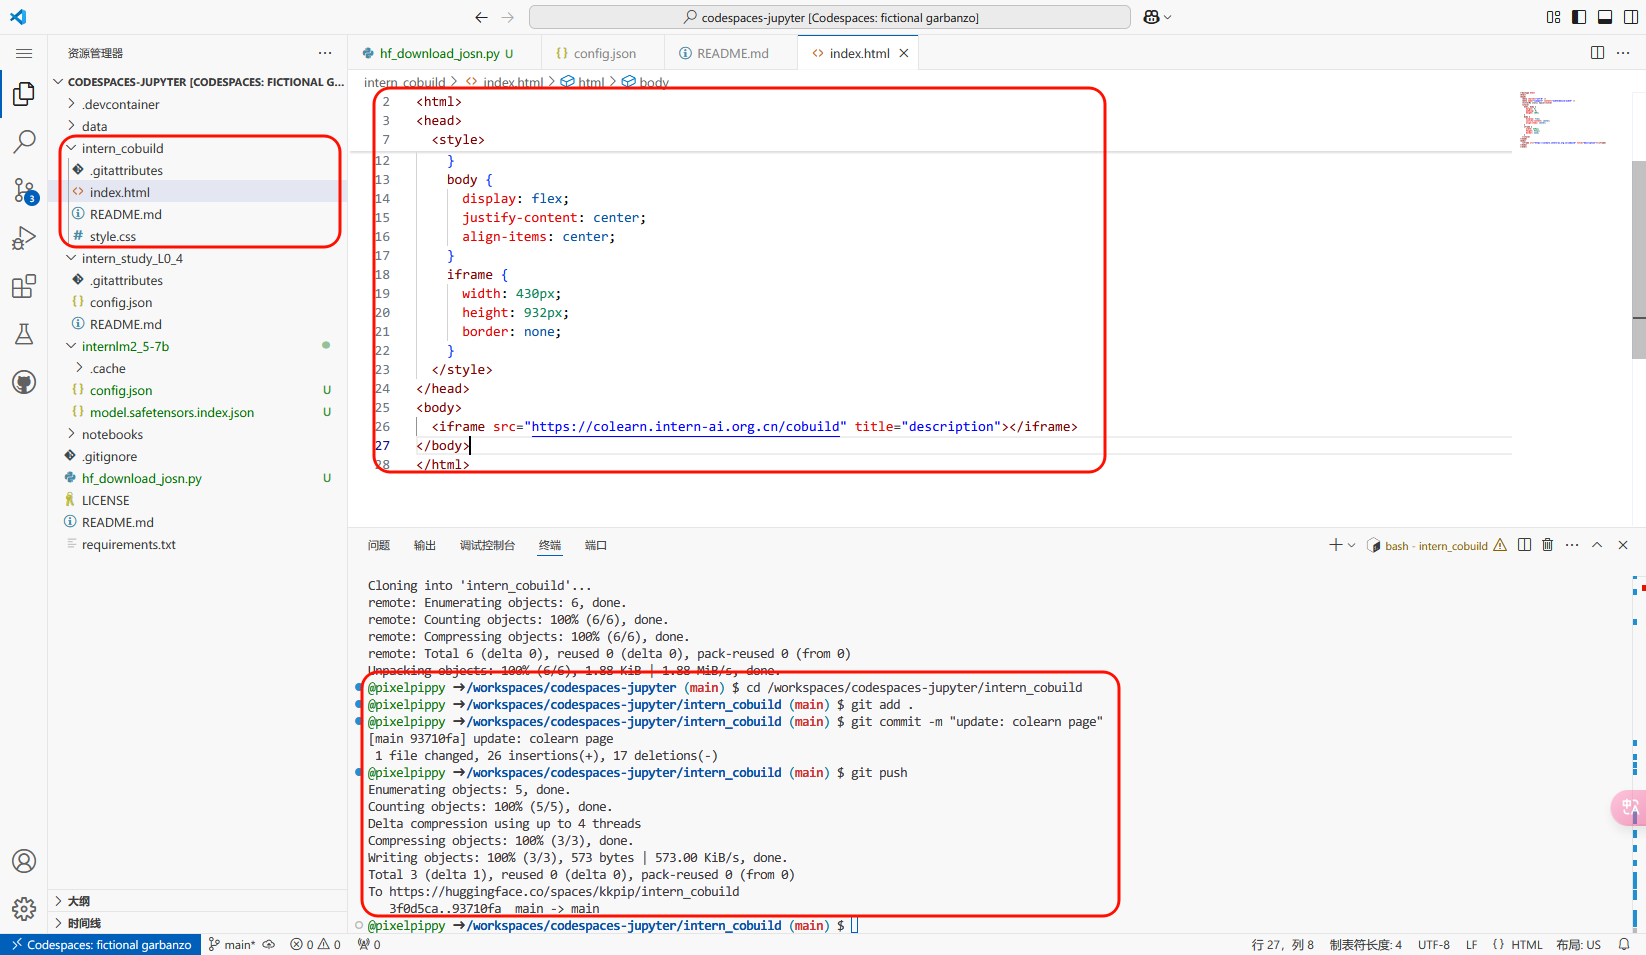 codespaces-jupyter [Codespaces: fictional garbanzo]
资源管理器
CODESPACES-JUPYTER [CODESPACES: FICTIONAL G...
.devcontainer
data
intern_cobuild
.gitattributes
index.html
README.md
style.css
intern_study_L0_4
.gitattributes
config.json
README.md
internlm2_5-7b
.cache
config.json U
model.safetensors.index.json U
notebooks
.gitignore
hf_download_josn.py U
LICENSE
README.md
requirements.txt
大纲
时间线
3
hf_download_josn.py U
config.json
README.md
index.html
intern_cobuild > index.html > html > body
2 <html>
3 <head>
7 <style>
12 }
13 body {
14 display: flex;
15 justify-content: center;
16 align-items: center;
17 }
18 iframe {
19 width: 430px;
20 height: 932px;
21 border: none;
22 }
23 </style>
24 </head>
25 <body>
26 <iframe src="https://colearn.intern-ai.org.cn/cobuild" title="description"></iframe>
27 </body>
28 </html>
问题 输出 调试控制台 终端 端口
bash - intern_cobuild
Cloning into 'intern_cobuild'...
remote: Enumerating objects: 6, done.
remote: Counting objects: 100% (6/6), done.
remote: Compressing objects: 100% (6/6), done.
remote: Total 6 (delta 0), reused 0 (delta 0), pack-reused 0 (from 0)
Unpacking objects: 100% (6/6), 1.88 KiB | 1.88 MiB/s, done.
@pixelpippy ➜/workspaces/codespaces-jupyter (main) $ cd /workspaces/codespaces-jupyter/intern_cobuild
@pixelpippy ➜/workspaces/codespaces-jupyter/intern_cobuild (main) $ git add .
@pixelpippy ➜/workspaces/codespaces-jupyter/intern_cobuild (main) $ git commit -m "update: colearn page"
[main 93710fa] update: colearn page
1 file changed, 26 insertions(+), 17 deletions(-)
@pixelpippy ➜/workspaces/codespaces-jupyter/intern_cobuild (main) $ git push
Enumerating objects: 5, done.
Counting objects: 100% (5/5), done.
Delta compression using up to 4 threads
Compressing objects: 100% (3/3), done.
Writing objects: 100% (3/3), 573 bytes | 573.00 KiB/s, done.
Total 3 (delta 1), reused 0 (delta 0), pack-reused 0 (from 0)
To https://huggingface.co/spaces/kkpip/intern_cobuild
3f0d5ca..93710fa main -> main
@pixelpippy ➜/workspaces/codespaces-jupyter/intern_cobuild (main) $
Codespaces: fictional garbanzo main* 0 0 0 行 27，列 8 制表符长度: 4 UTF-8 LF {} HTML 布局: US